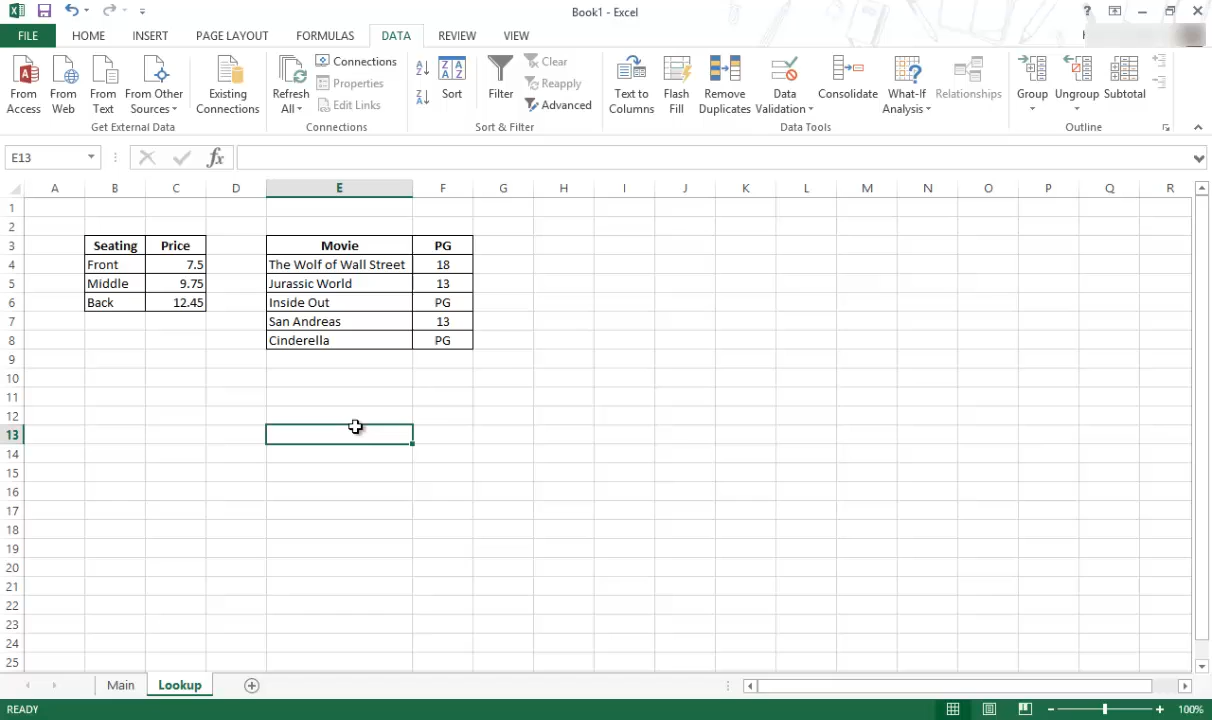 Book1 - Excel
FILE HOME INSERT PAGE LAYOUT FORMULAS DATA REVIEW VIEW
From Access
From Web
From Text
From Other Sources
Existing Connections
Get External Data
Refresh All
Connections
Properties
Edit Links
Connections
Sort
Filter
Clear
Reapply
Advanced
Sort & Filter
Text to Columns
Flash Fill
Remove Duplicates
Data Validation
Consolidate
What-If Analysis
Relationships
Data Tools
Group
Ungroup
Subtotal
Outline
E13 fx
A B C D E F G H I J K L M N O P Q R
1
2
3 Seating Price Movie PG
4 Front 7.5 The Wolf of Wall Street 18
5 Middle 9.75 Jurassic World 13
6 Back 12.45 Inside Out PG
7 San Andreas 13
8 Cinderella PG
9
10
11
12
13
14
15
16
17
18
19
20
21
22
23
24
25
Main Lookup
READY 100%